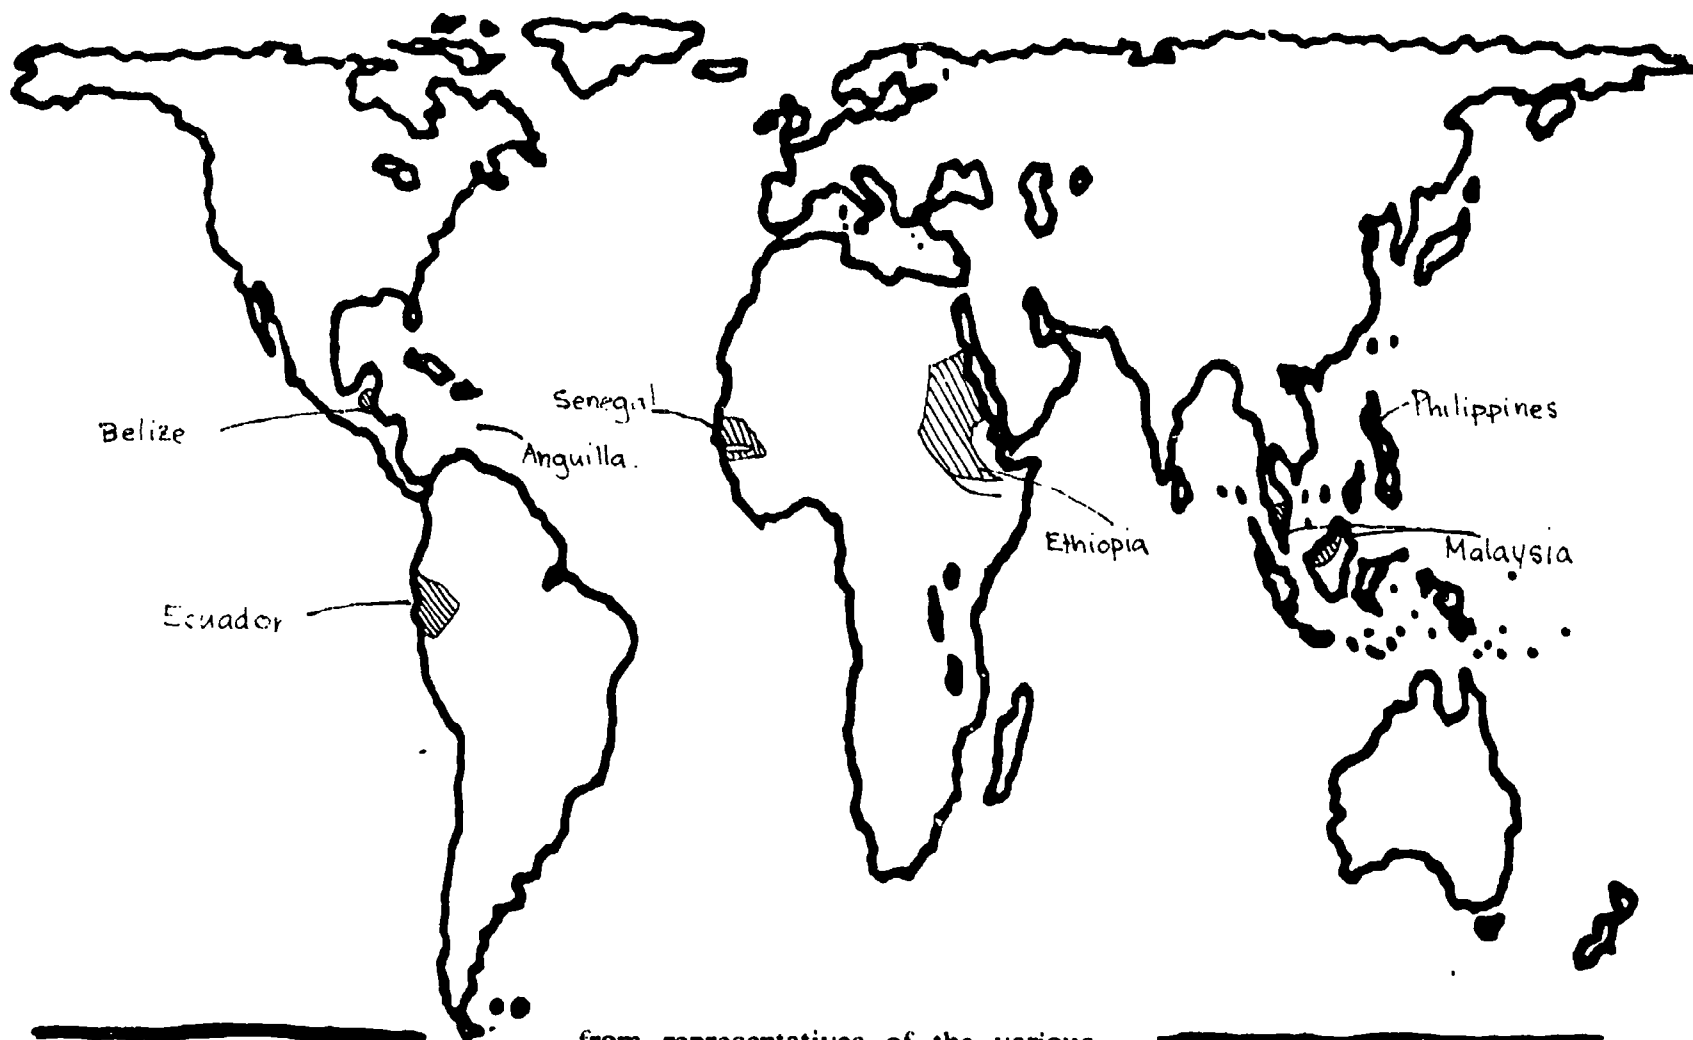 Senegal
Philippines
Belize
Anguilla.
Ethiopia
Malaysia
Ecuador
from representatives of the various